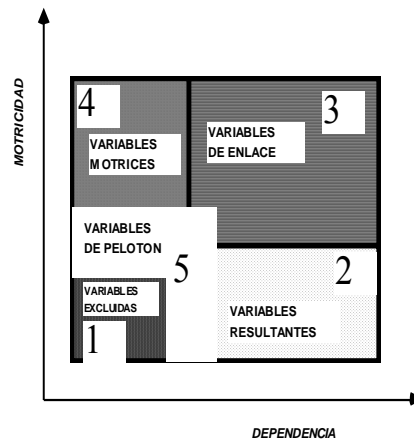 MOTRICIDAD
4
VARIABLES
MOTRICES
3
VARIABLES
DE ENLACE
VARIABLES
DE PELOTON
5
VARIABLES
EXCLUIDAS
1
2
VARIABLES
RESULTANTES
DEPENDENCIA